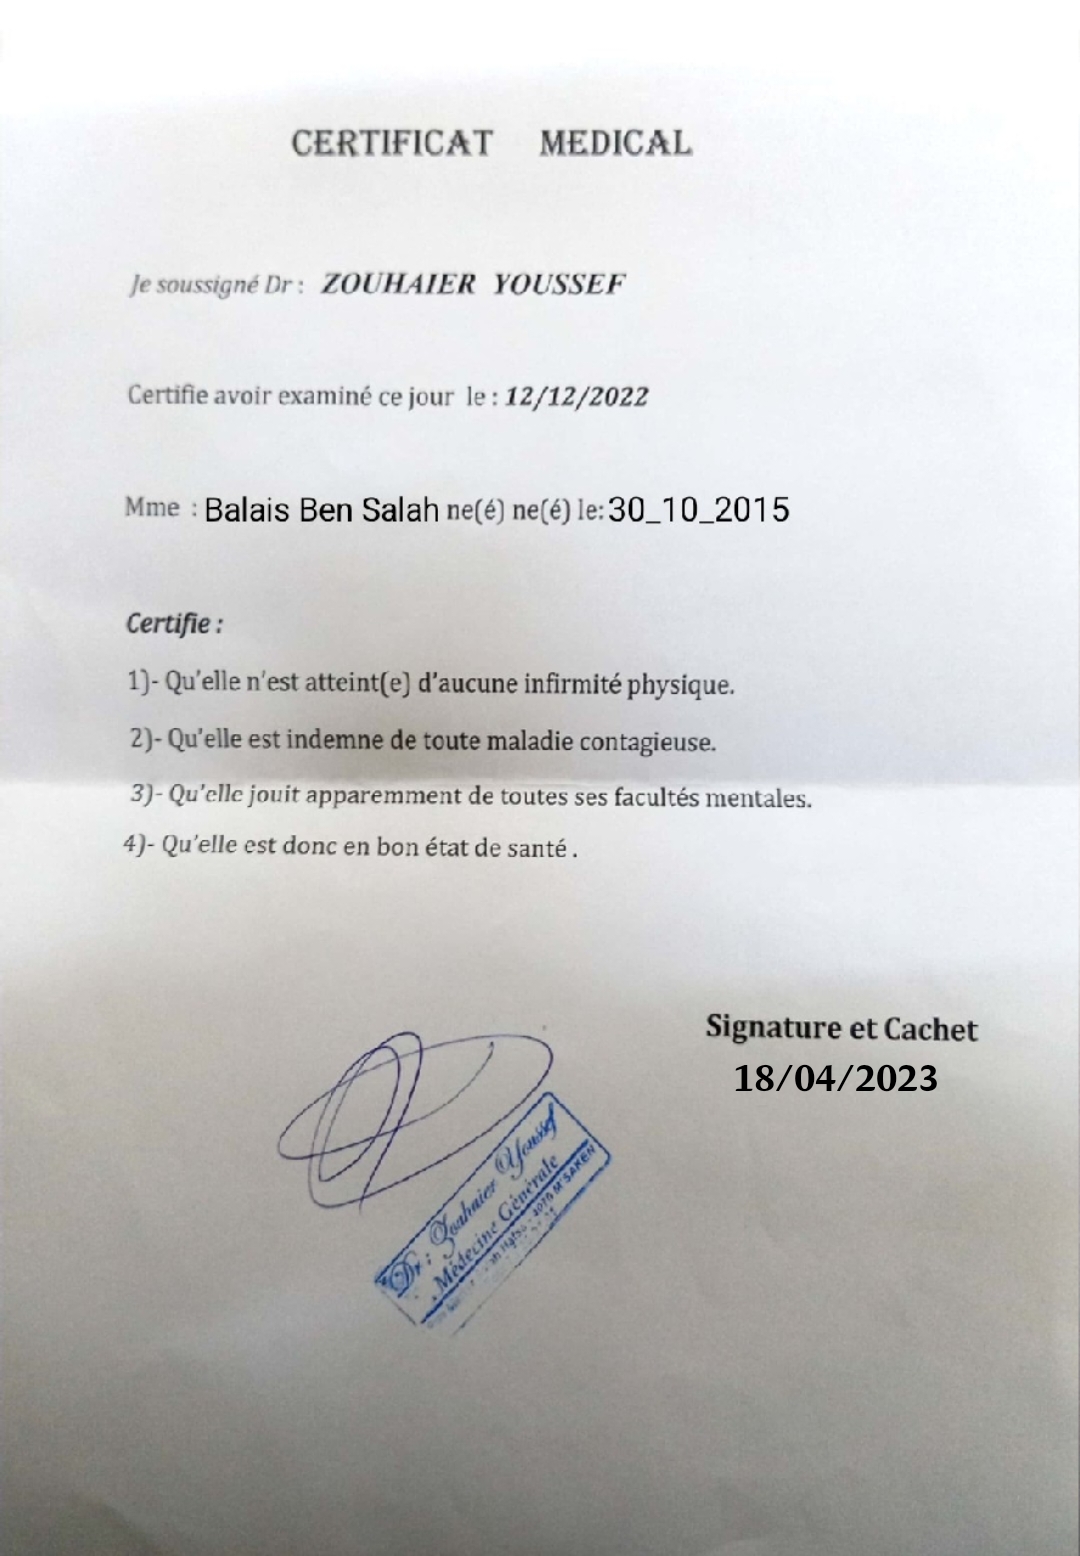 CERTIFICAT MEDICAL
Je soussigné Dr : ZOUHAIER YOUSSEF
Certifie avoir examiné ce jour le : 12/12/2022
Mme : Balais Ben Salah ne(é) ne(é) le: 30_10_2015
Certifie :
1)- Qu'elle n'est atteint(e) d'aucune infirmité physique.
2)- Qu'elle est indemne de toute maladie contagieuse.
3)- Qu'elle jouit apparemment de toutes ses facultés mentales.
4)- Qu'elle est donc en bon état de santé .
Signature et Cachet
18/04/2023
Dr : Zouhaier Youssef
Médecine Générale
4070 M'SAKEN